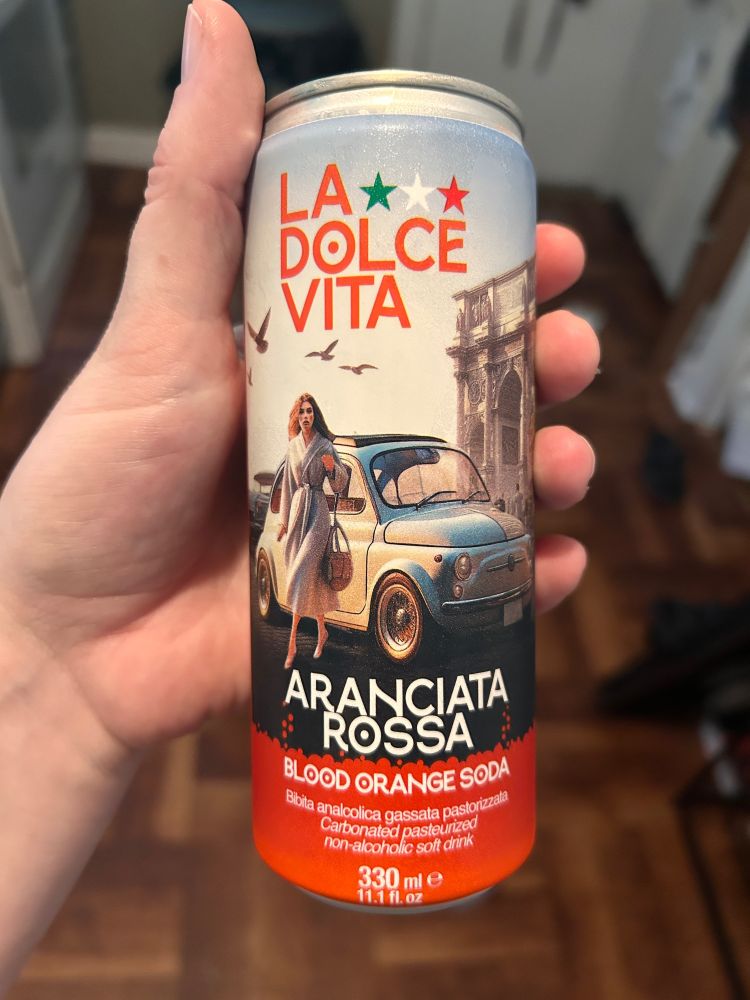 LA
DOLCE
VITA
ARANCIATA
ROSSA
BLOOD ORANGE SODA
Bibita analcolica gassata pastorizzata
Carbonated pasteurized
non-alcoholic soft drink
330 ml ℮
11.1 fl. oz